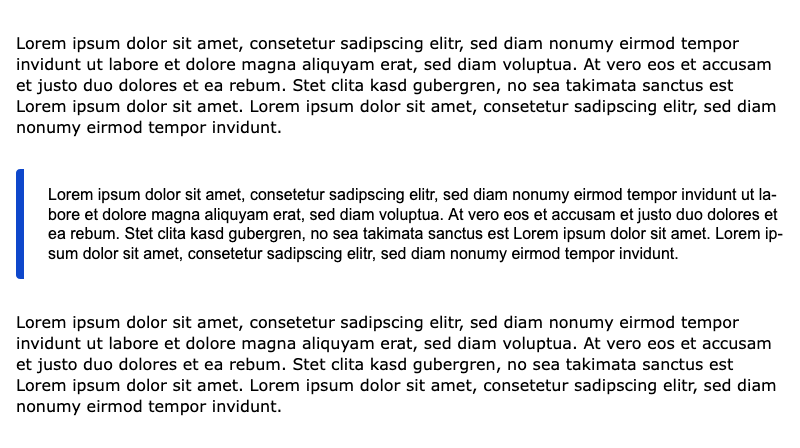 Lorem ipsum dolor sit amet, consetetur sadipscing elitr, sed diam nonumy eirmod tempor
invidunt ut labore et dolore magna aliquyam erat, sed diam voluptua. At vero eos et accusam
et justo duo dolores et ea rebum. Stet clita kasd gubergren, no sea takimata sanctus est
Lorem ipsum dolor sit amet. Lorem ipsum dolor sit amet, consetetur sadipscing elitr, sed diam
nonumy eirmod tempor invidunt.
Lorem ipsum dolor sit amet, consetetur sadipscing elitr, sed diam nonumy eirmod tempor invidunt ut la-
bore et dolore magna aliquyam erat, sed diam voluptua. At vero eos et accusam et justo duo dolores et
ea rebum. Stet clita kasd gubergren, no sea takimata sanctus est Lorem ipsum dolor sit amet. Lorem ip-
sum dolor sit amet, consetetur sadipscing elitr, sed diam nonumy eirmod tempor invidunt.
Lorem ipsum dolor sit amet, consetetur sadipscing elitr, sed diam nonumy eirmod tempor
invidunt ut labore et dolore magna aliquyam erat, sed diam voluptua. At vero eos et accusam
et justo duo dolores et ea rebum. Stet clita kasd gubergren, no sea takimata sanctus est
Lorem ipsum dolor sit amet. Lorem ipsum dolor sit amet, consetetur sadipscing elitr, sed diam
nonumy eirmod tempor invidunt.